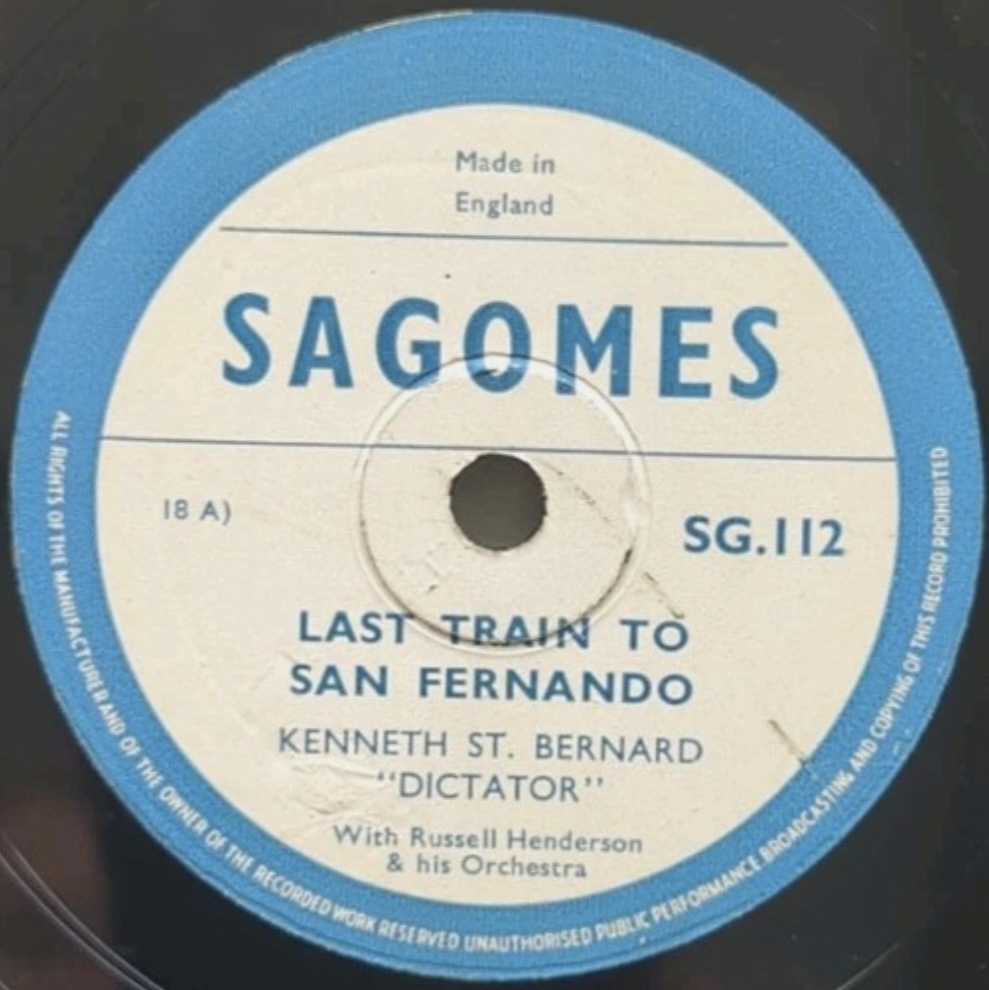 Made in
England
SAGOMES
18 A)
SG.112
LAST TRAIN TO
SAN FERNANDO
KENNETH ST. BERNARD
"DICTATOR"
With Russell Henderson
& his Orchestra
ALL RIGHTS OF THE MANUFACTURER AND OF THE OWNER OF THE RECORDED WORK RESERVED UNAUTHORISED PUBLIC PERFORMANCE BROADCASTING AND COPYING OF THIS RECORD PROHIBITED